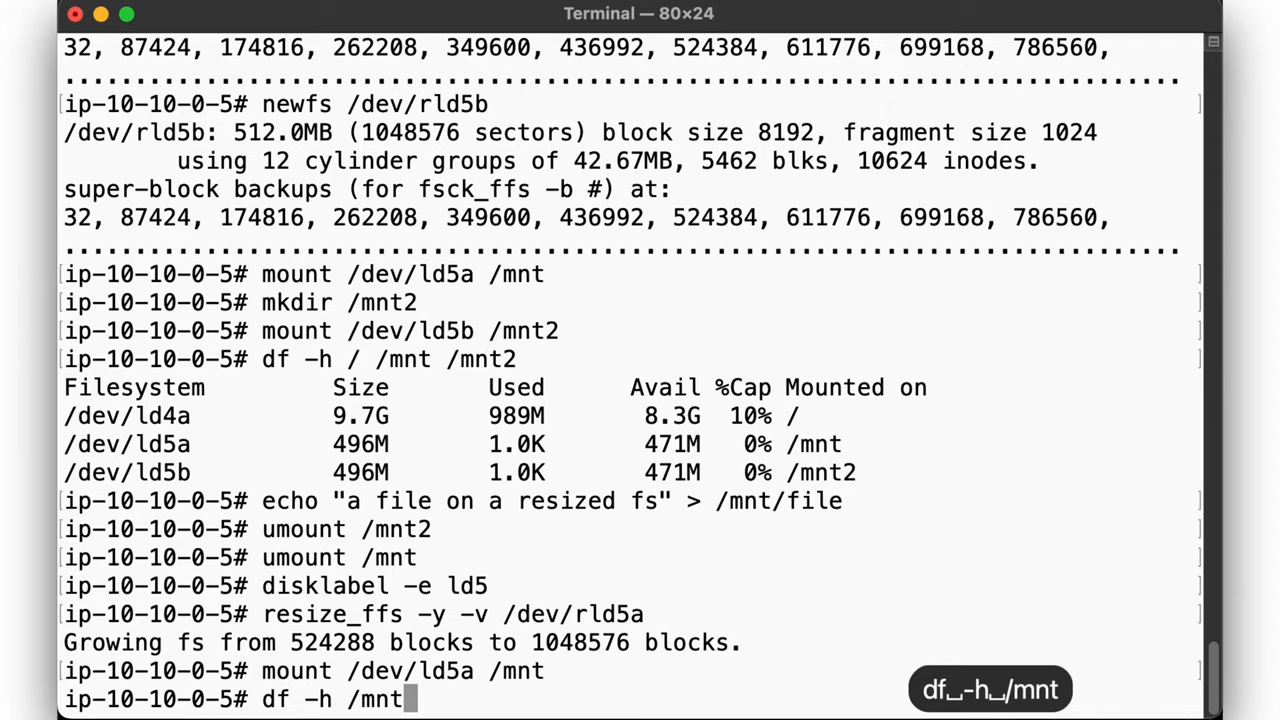 Terminal — 80×24
32, 87424, 174816, 262208, 349600, 436992, 524384, 611776, 699168, 786560,
...............................................................................
ip-10-10-0-5# newfs /dev/rld5b
/dev/rld5b: 512.0MB (1048576 sectors) block size 8192, fragment size 1024
        using 12 cylinder groups of 42.67MB, 5462 blks, 10624 inodes.
super-block backups (for fsck_ffs -b #) at:
32, 87424, 174816, 262208, 349600, 436992, 524384, 611776, 699168, 786560,
...............................................................................
ip-10-10-0-5# mount /dev/ld5a /mnt
ip-10-10-0-5# mkdir /mnt2
ip-10-10-0-5# mount /dev/ld5b /mnt2
ip-10-10-0-5# df -h / /mnt /mnt2
Filesystem         Size       Used      Avail %Cap Mounted on
/dev/ld4a          9.7G       989M       8.3G  10% /
/dev/ld5a          496M       1.0K       471M   0% /mnt
/dev/ld5b          496M       1.0K       471M   0% /mnt2
ip-10-10-0-5# echo "a file on a resized fs" > /mnt/file
ip-10-10-0-5# umount /mnt2
ip-10-10-0-5# umount /mnt
ip-10-10-0-5# disklabel -e ld5
ip-10-10-0-5# resize_ffs -y -v /dev/rld5a
Growing fs from 524288 blocks to 1048576 blocks.
ip-10-10-0-5# mount /dev/ld5a /mnt
ip-10-10-0-5# df -h /mnt
df␣-h␣/mnt